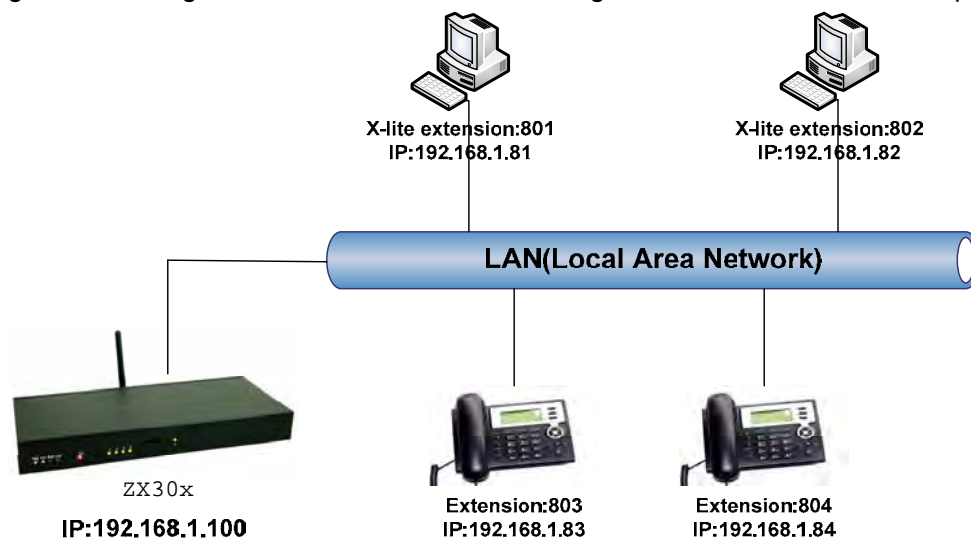 X-lite extension:801
IP:192.168.1.81
X-lite extension:802
IP:192.168.1.82
LAN(Local Area Network)
ZX30x
IP:192.168.1.100
Extension:803
IP:192.168.1.83
Extension:804
IP:192.168.1.84